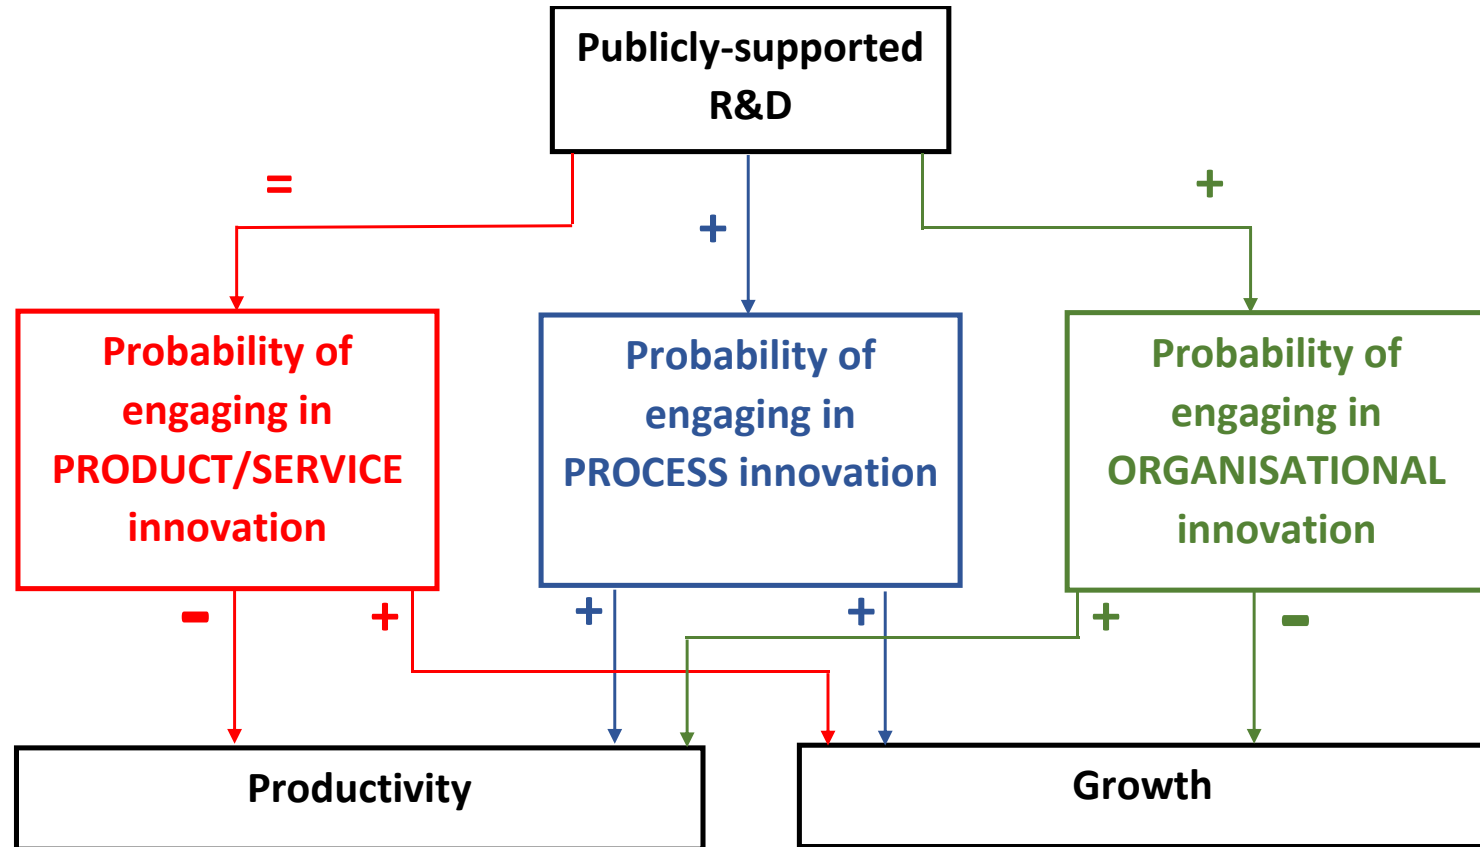 Publicly-supported
R&D
=
+
+
Probability of
engaging in
PRODUCT/SERVICE
innovation
Probability of
engaging in
PROCESS innovation
Probability of
engaging in
ORGANISATIONAL
innovation
-
+
+
+
+
-
Productivity
Growth